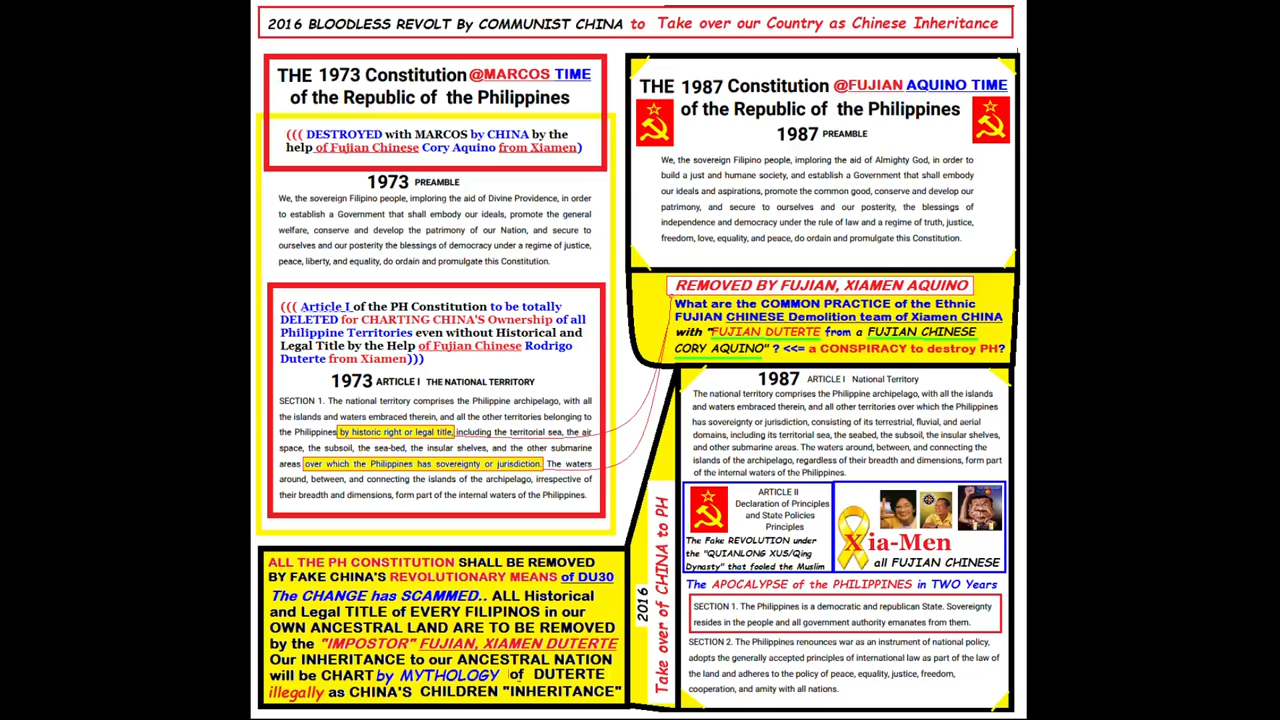 2016 BLOODLESS REVOLT By COMMUNIST CHINA to Take over our Country as Chinese Inheritance
THE 1973 Constitution @MARCOS TIME
of the Republic of the Philippines
((( DESTROYED with MARCOS by CHINA by the
help of Fujian Chinese Cory Aquino from Xiamen)
1973 PREAMBLE
We, the sovereign Filipino people, imploring the aid of Divine Providence, in order
to establish a Government that shall embody our ideals, promote the general
welfare, conserve and develop the patrimony of our Nation, and secure to
ourselves and our posterity the blessings of democracy under a regime of justice,
peace, liberty, and equality, do ordain and promulgate this Constitution.
((( Article I of the PH Constitution to be totally
DELETED for CHARTING CHINA'S Ownership of all
Philippine Territories even without Historical and
Legal Title by the Help of Fujian Chinese Rodrigo
Duterte from Xiamen)))
1973 ARTICLE I THE NATIONAL TERRITORY
SECTION 1. The national territory comprises the Philippine archipelago, with all
the islands and waters embraced therein, and all the other territories belonging to
the Philippines by historic right or legal title, including the territorial sea, the air
space, the subsoil, the sea-bed, the insular shelves, and the other submarine
areas over which the Philippines has sovereignty or jurisdiction. The waters
around, between, and connecting the islands of the archipelago, irrespective of
their breadth and dimensions, form part of the internal waters of the Philippines.
ALL THE PH CONSTITUTION SHALL BE REMOVED
BY FAKE CHINA'S REVOLUTIONARY MEANS of DU30
The CHANGE has SCAMMED.. ALL Historical
and Legal TITLE of EVERY FILIPINOS in our
OWN ANCESTRAL LAND ARE TO BE REMOVED
by the "IMPOSTOR" FUJIAN, XIAMEN DUTERTE
Our INHERITANCE to our ANCESTRAL NATION
will be CHART by MYTHOLOGY of DUTERTE
illegally as CHINA'S CHILDREN "INHERITANCE"
THE 1987 Constitution @FUJIAN AQUINO TIME
of the Republic of the Philippines
1987 PREAMBLE
We, the sovereign Filipino people, imploring the aid of Almighty God, in order to
build a just and humane society, and establish a Government that shall embody
our ideals and aspirations, promote the common good, conserve and develop our
patrimony, and secure to ourselves and our posterity, the blessings of
independence and democracy under the rule of law and a regime of truth, justice,
freedom, love, equality, and peace, do ordain and promulgate this Constitution.
REMOVED BY FUJIAN, XIAMEN AQUINO
What are the COMMON PRACTICE of the Ethnic
FUJIAN CHINESE Demolition team of Xiamen CHINA
with "FUJIAN DUTERTE from a FUJIAN CHINESE
CORY AQUINO" ? <<= a CONSPIRACY to destroy PH?
2016 Take over of CHINA to PH
1987 ARTICLE I National Territory
The national territory comprises the Philippine archipelago, with all the islands
and waters embraced therein, and all other territories over which the Philippines
has sovereignty or jurisdiction, consisting of its terrestrial, fluvial, and aerial
domains, including its territorial sea, the seabed, the subsoil, the insular shelves,
and other submarine areas. The waters around, between, and connecting the
islands of the archipelago, regardless of their breadth and dimensions, form part
of the internal waters of the Philippines.
ARTICLE II
Declaration of Principles
and State Policies
Principles
The Fake REVOLUTION under
the "QUIANLONG XUS/Qing
Dynasty" that fooled the Muslim
Xia-Men
all FUJIAN CHINESE
The APOCALYPSE of the PHILIPPINES in TWO Years
SECTION 1. The Philippines is a democratic and republican State. Sovereignty
resides in the people and all government authority emanates from them.
SECTION 2. The Philippines renounces war as an instrument of national policy,
adopts the generally accepted principles of international law as part of the law of
the land and adheres to the policy of peace, equality, justice, freedom,
cooperation, and amity with all nations.